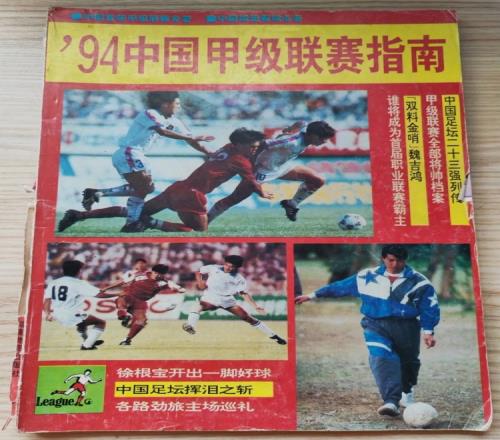 '94中国甲级联赛指南
中国足坛二十三强列传
甲级联赛全部将帅档案
「双料金哨」魏吉鸿
谁将成为首届职业联赛霸主
18
徐根宝开出一脚好球
中国足坛挥泪之斩
各路劲旅主场巡礼
League